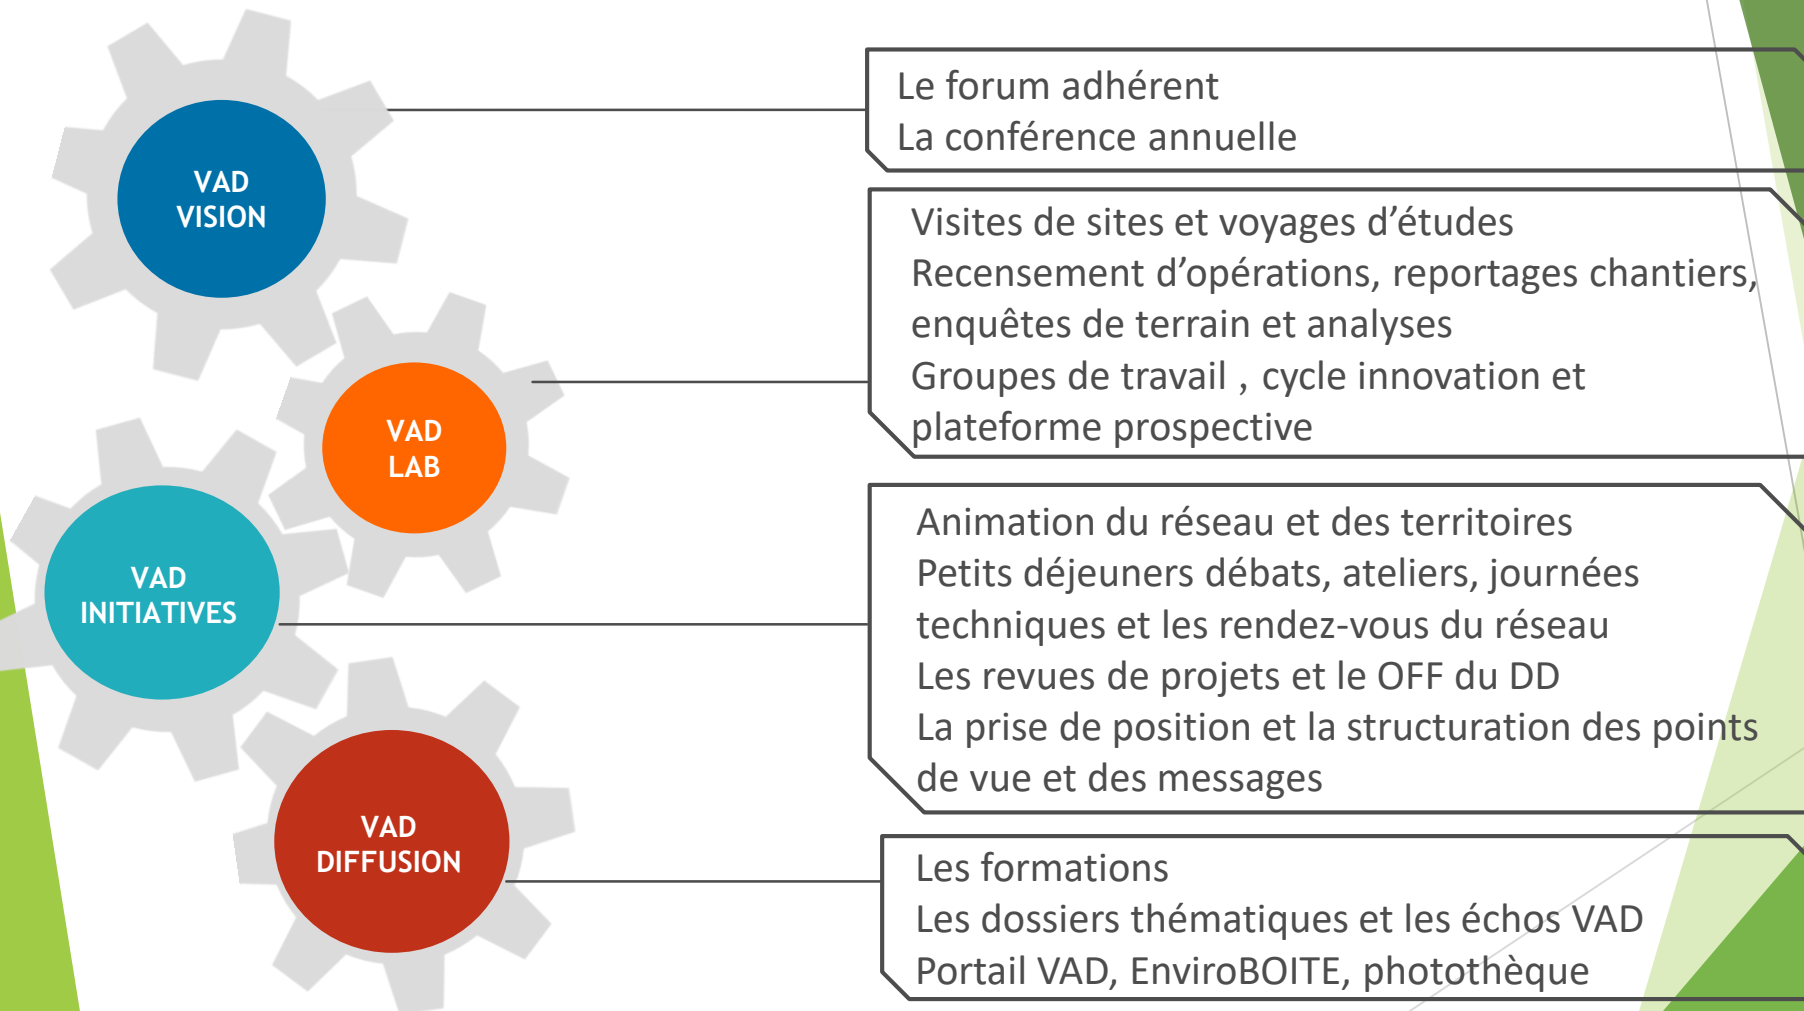 VAD
VISION
Le forum adhérent
La conférence annuelle
VAD
LAB
Visites de sites et voyages d’études
Recensement d’opérations, reportages chantiers,
enquêtes de terrain et analyses
Groupes de travail , cycle innovation et
plateforme prospective
VAD
INITIATIVES
Animation du réseau et des territoires
Petits déjeuners débats, ateliers, journées
techniques et les rendez-vous du réseau
Les revues de projets et le OFF du DD
La prise de position et la structuration des points
de vue et des messages
VAD
DIFFUSION
Les formations
Les dossiers thématiques et les échos VAD
Portail VAD, EnviroBOITE, photothèque